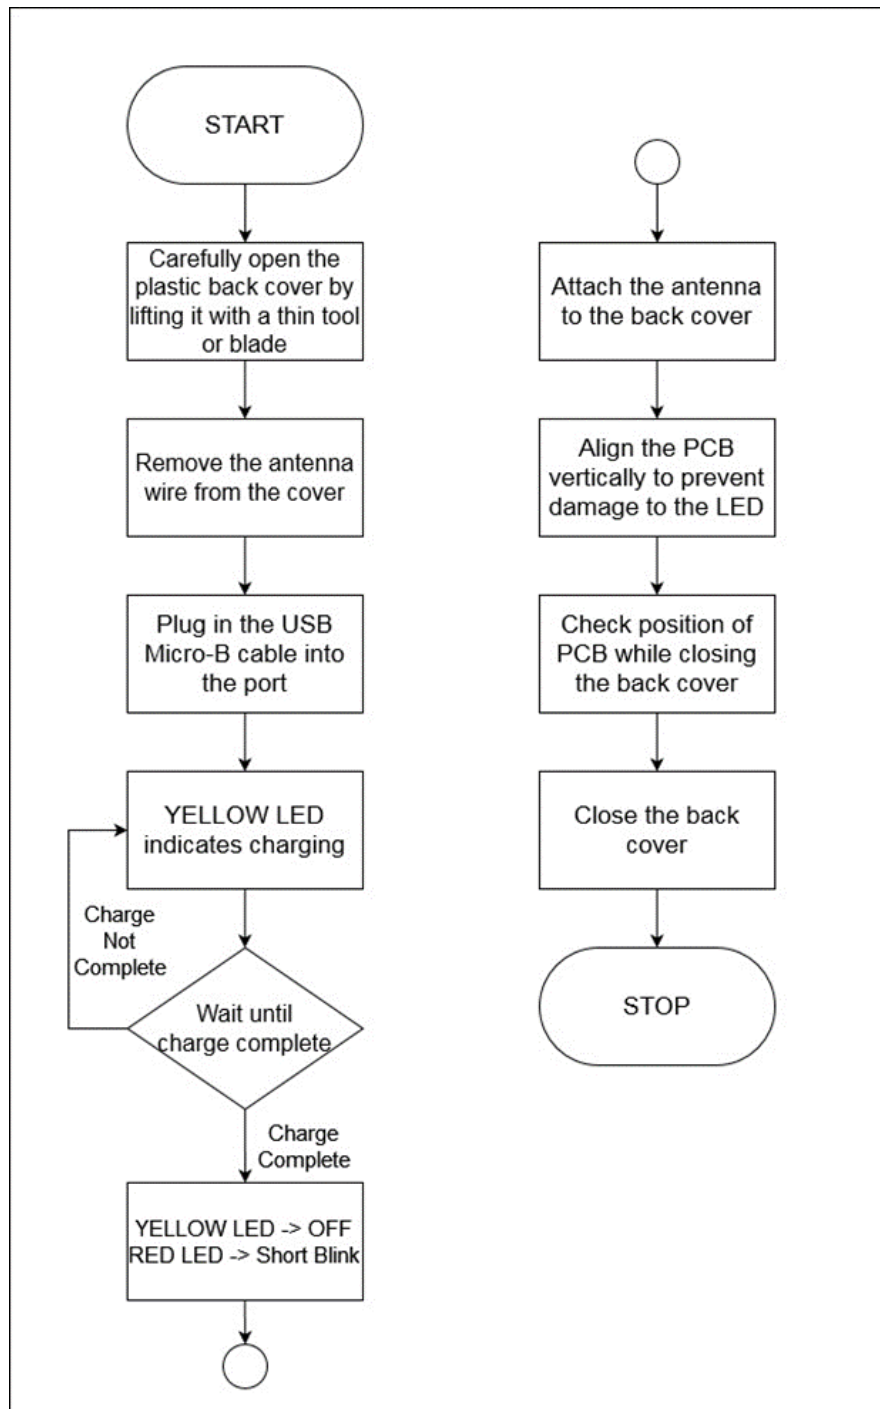 START
Carefully open the
plastic back cover by
lifting it with a thin tool
or blade
Remove the antenna
wire from the cover
Plug in the USB
Micro-B cable into
the port
YELLOW LED
indicates charging
Charge
Not
Complete
Wait until
charge complete
Charge
Complete
YELLOW LED -> OFF
RED LED -> Short Blink
Attach the antenna
to the back cover
Align the PCB
vertically to prevent
damage to the LED
Check position of
PCB while closing
the back cover
Close the back
cover
STOP